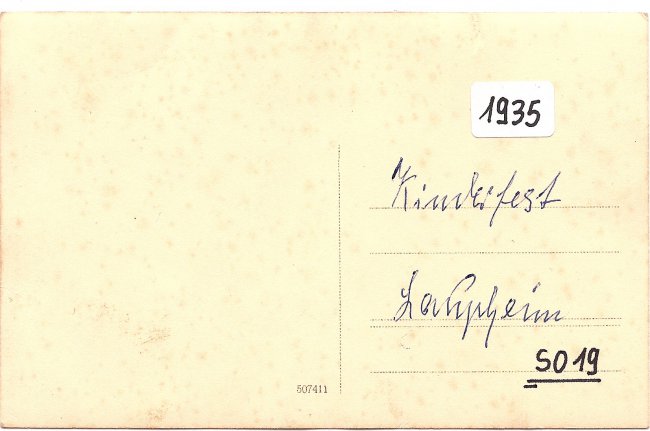 1935
Kinderfest
Laupheim
SO19
507411